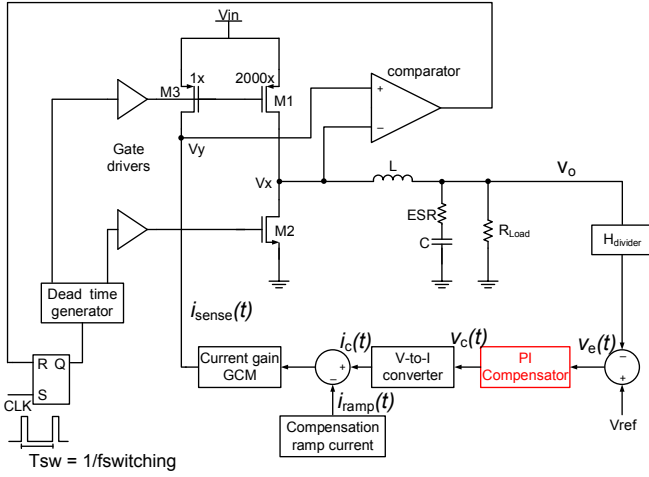 Vin
1x
2000x
comparator
M3
M1
+
−
Gate
drivers
Vy
Vx
L
vo
M2
ESR
C
RLoad
Hdivider
Dead time
generator
isense(t)
ic(t)
vc(t)
ve(t)
R Q
S
CLK
Current gain
GCM
+
−
V-to-I
converter
PI
Compensator
−
+
iramp(t)
Compensation
ramp current
Vref
Tsw = 1/fswitching